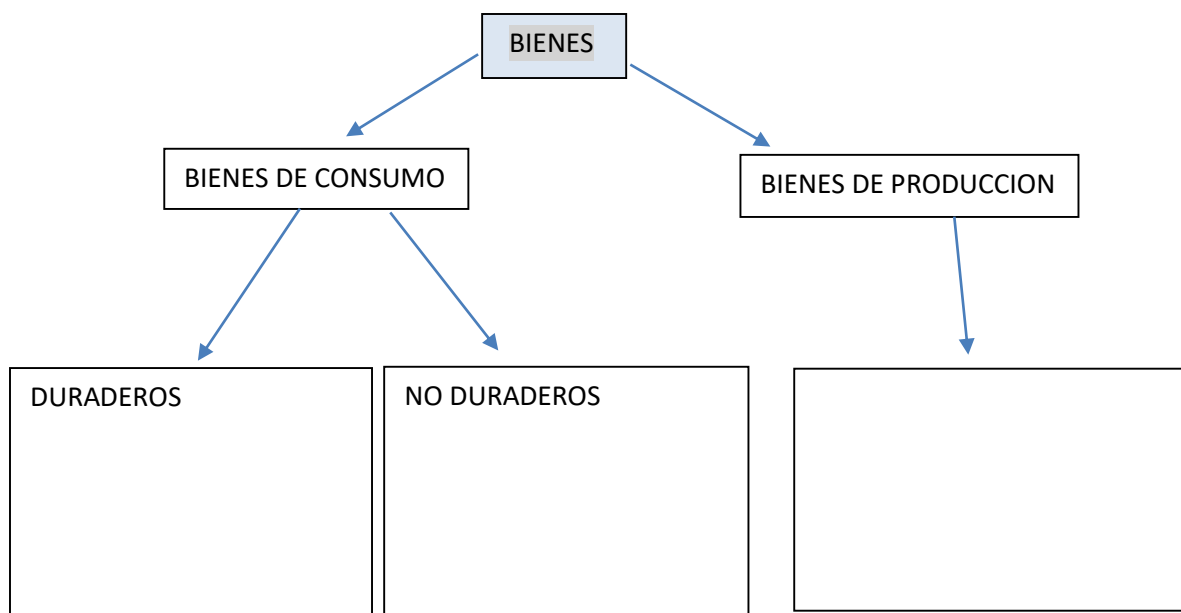 BIENES
BIENES DE CONSUMO
BIENES DE PRODUCCION
DURADEROS
NO DURADEROS